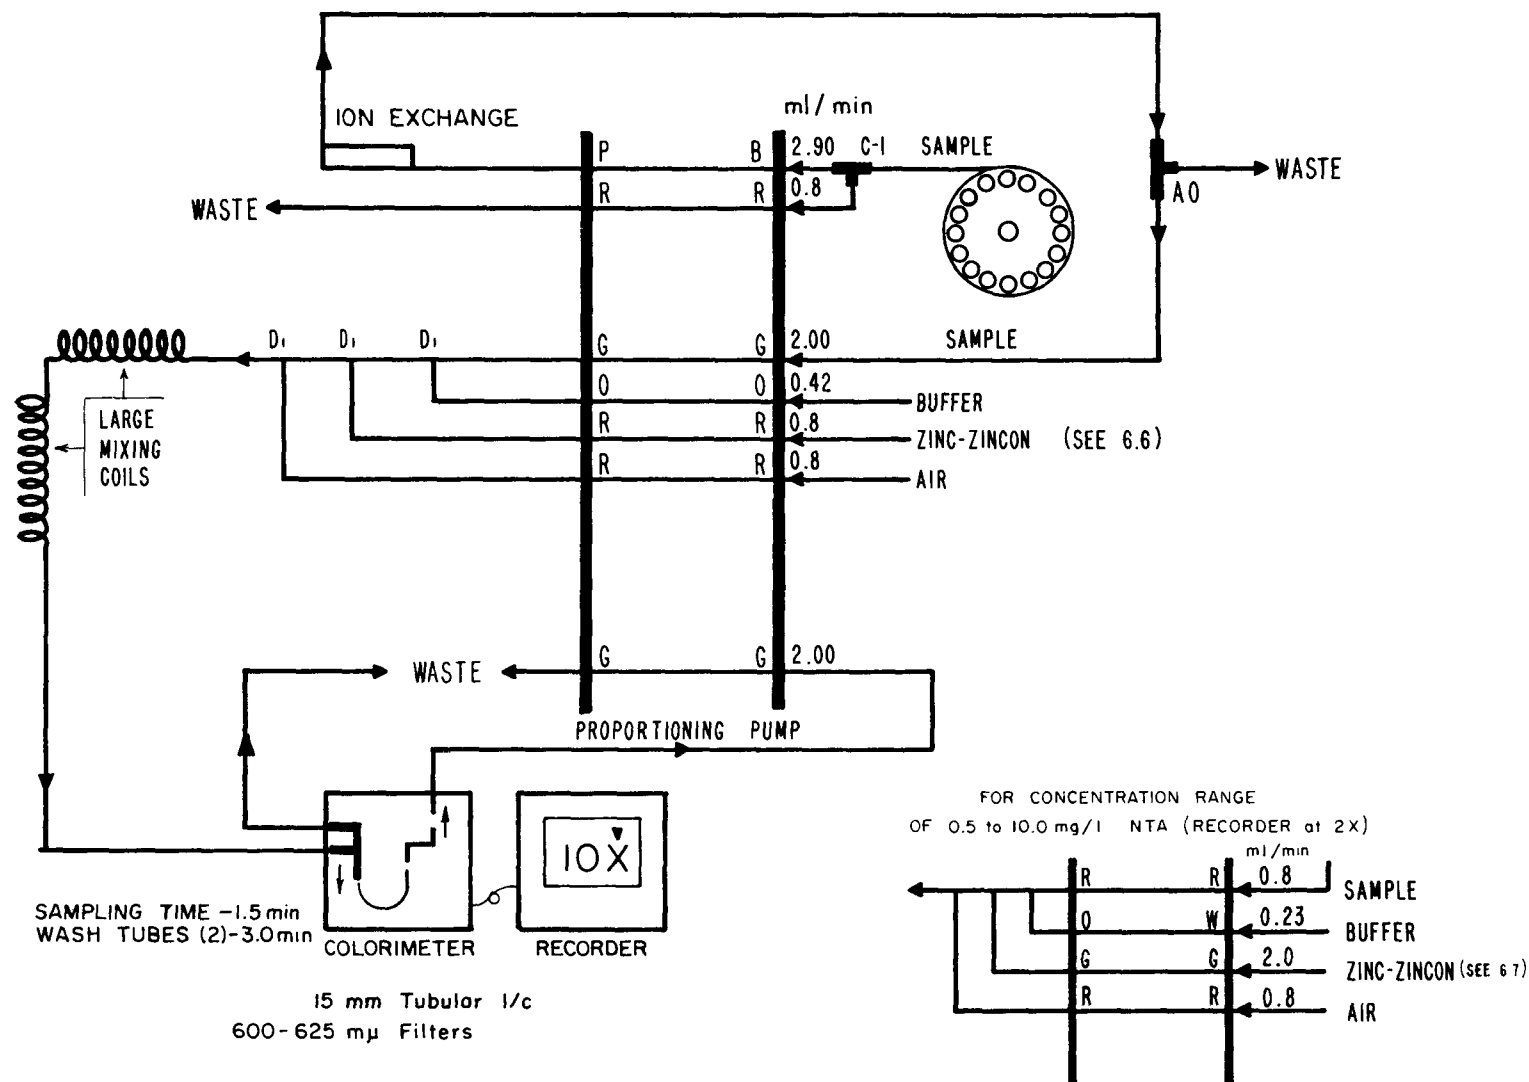 ml/min
ION EXCHANGE
P B 2.90 C-1 SAMPLE
R R 0.8
WASTE
WASTE
A0
D1 D1 D1 G G 2.00 SAMPLE
O O 0.42 BUFFER
R R 0.8 ZINC-ZINCON (SEE 6.6)
R R 0.8 AIR
LARGE
MIXING
COILS
WASTE G G 2.00
PROPORTIONING PUMP
10X
SAMPLING TIME -1.5 min
WASH TUBES (2)-3.0 min
COLORIMETER
RECORDER
15 mm Tubular 1/c
600-625 mµ Filters
FOR CONCENTRATION RANGE
OF 0.5 to 10.0 mg/l NTA (RECORDER at 2X)
ml/min
R R 0.8 SAMPLE
O W 0.23 BUFFER
G G 2.0 ZINC-ZINCON (SEE 6 7)
R R 0.8 AIR